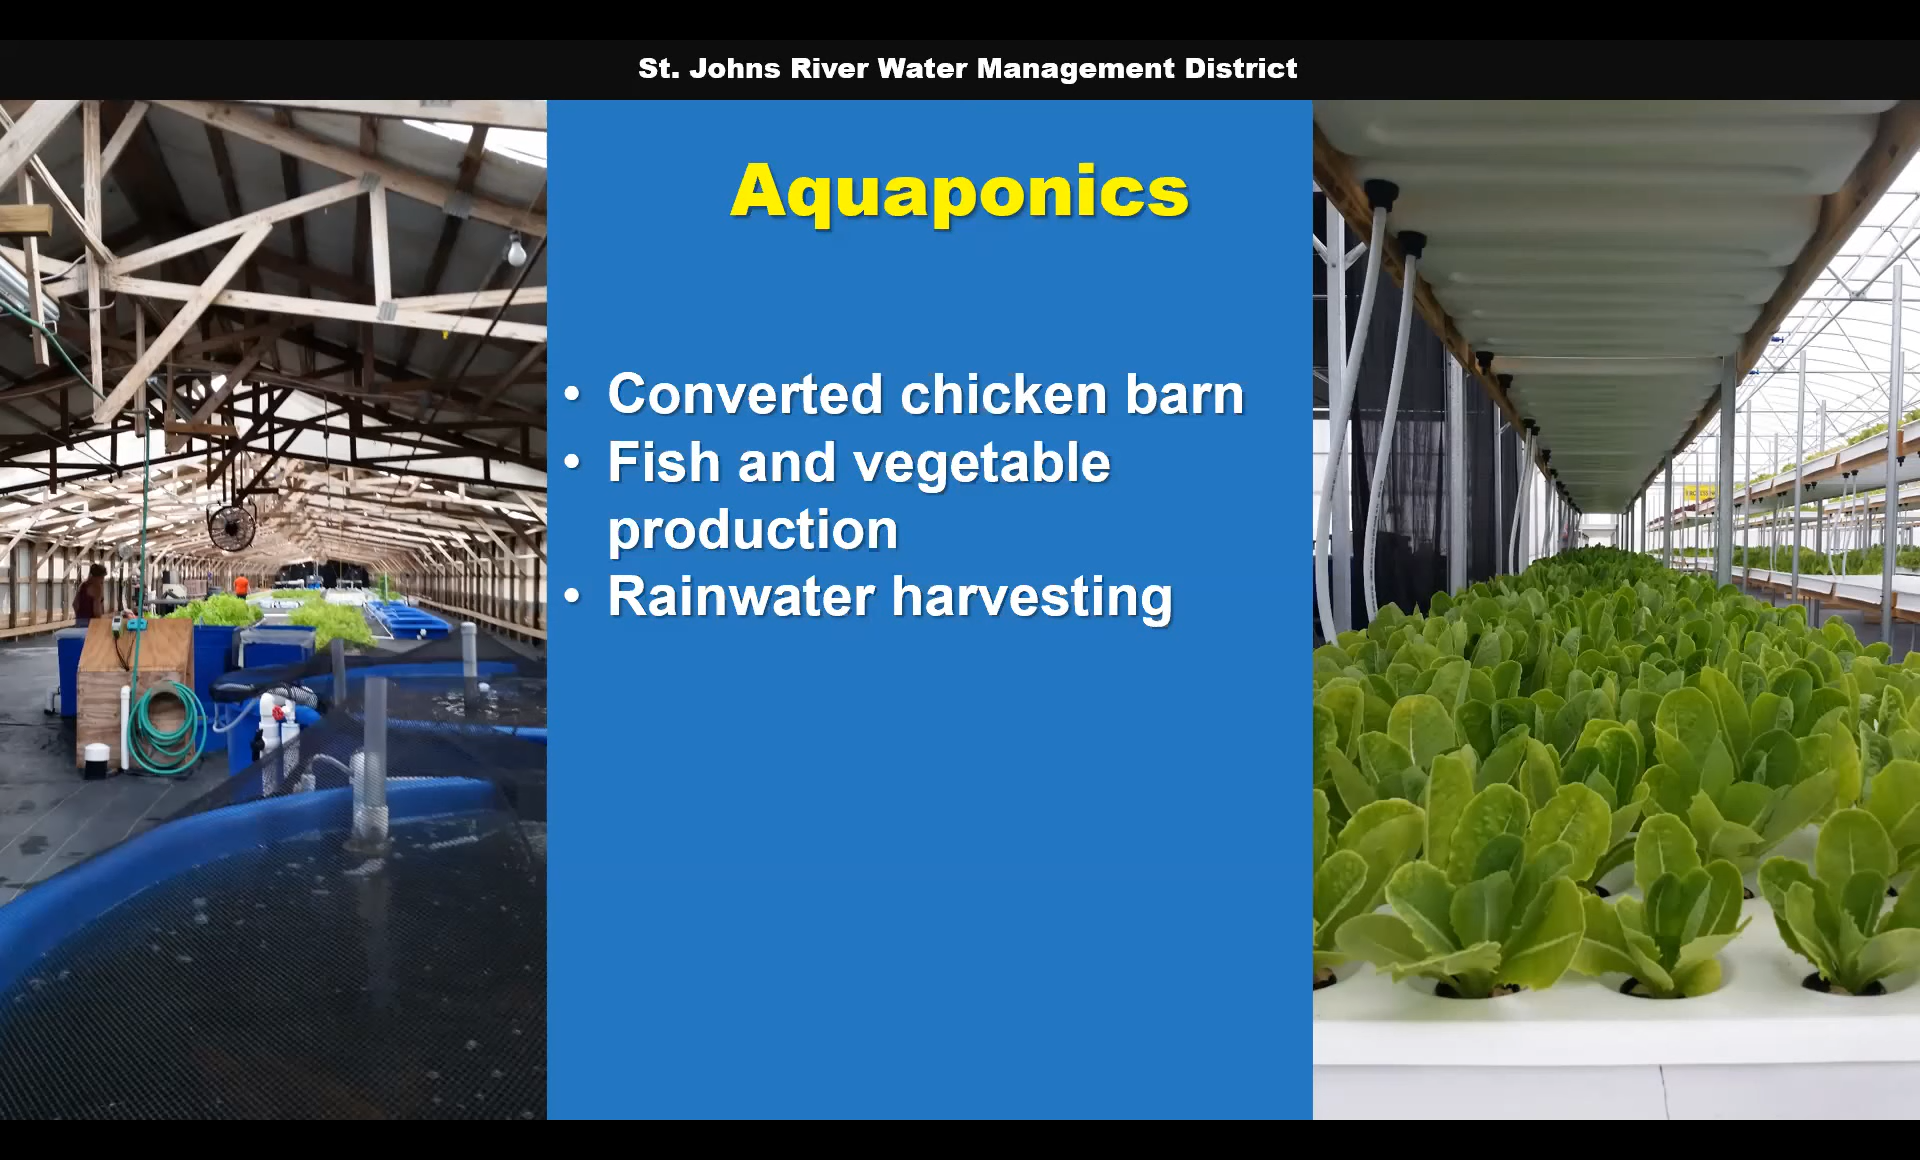 St. Johns River Water Management District
Aquaponics
• Converted chicken barn
• Fish and vegetable
production
• Rainwater harvesting